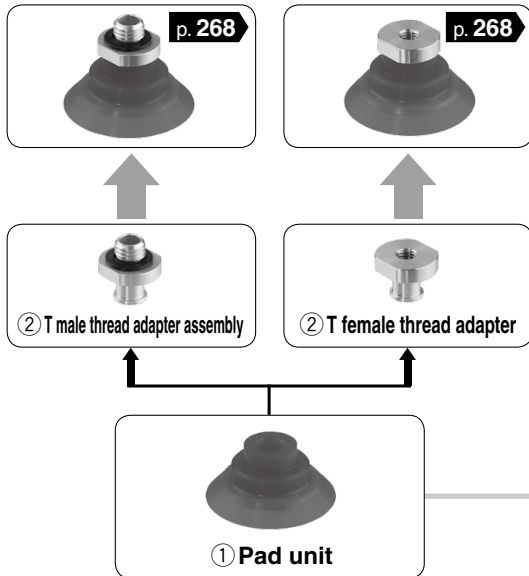 p. 268
p. 268
② T male thread adapter assembly
② T female thread adapter
① Pad unit